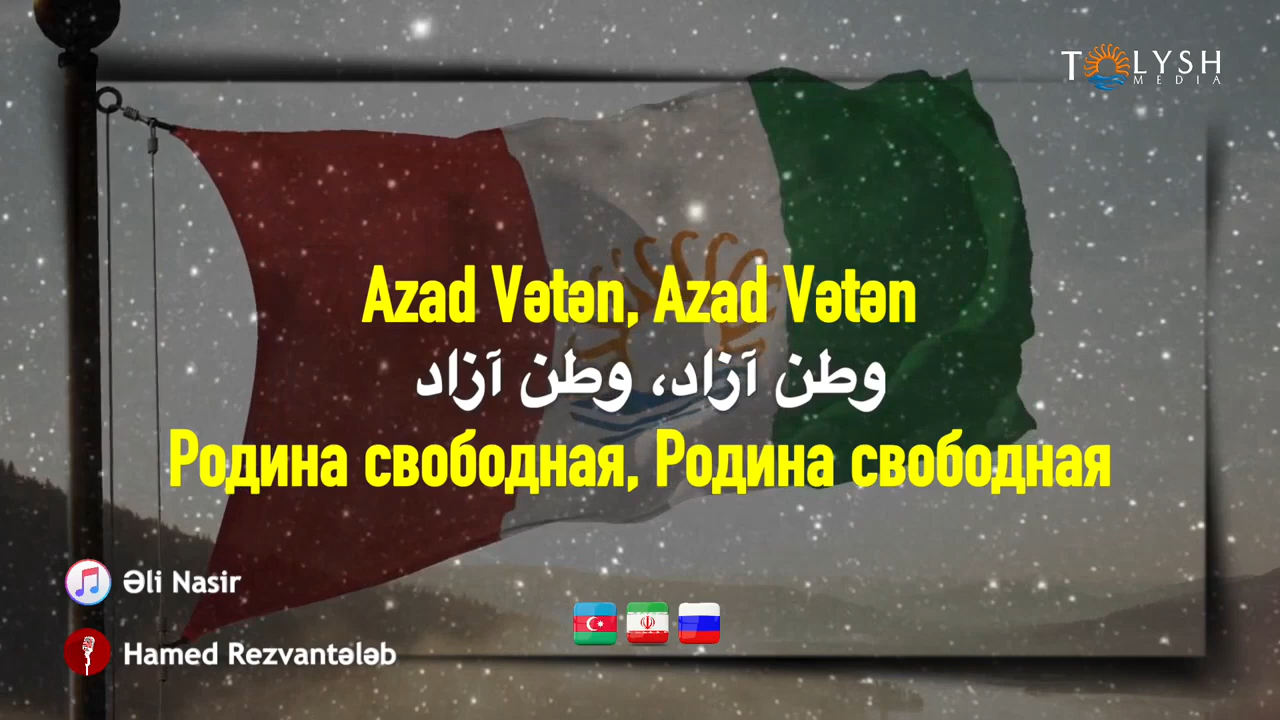 TOLYSH
MEDIA
Azad Vətən, Azad Vətən
وطن آزاد، وطن آزاد
Родина свободная, Родина свободная
Əli Nasir
Hamed Rezvantələb